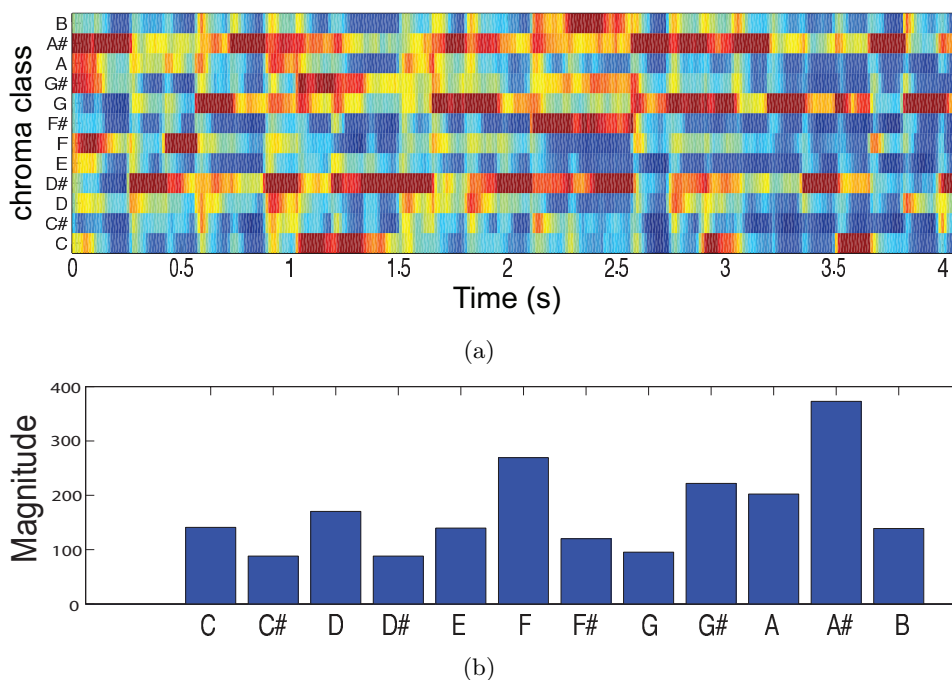 chroma class
B
A#
A
G#
G
F#
F
E
D#
D
C#
C
0 0.5 1 1.5 2 2.5 3 3.5 4
Time (s)
(a)
Magnitude
400
300
200
100
0
C C# D D# E F F# G G# A A# B
(b)